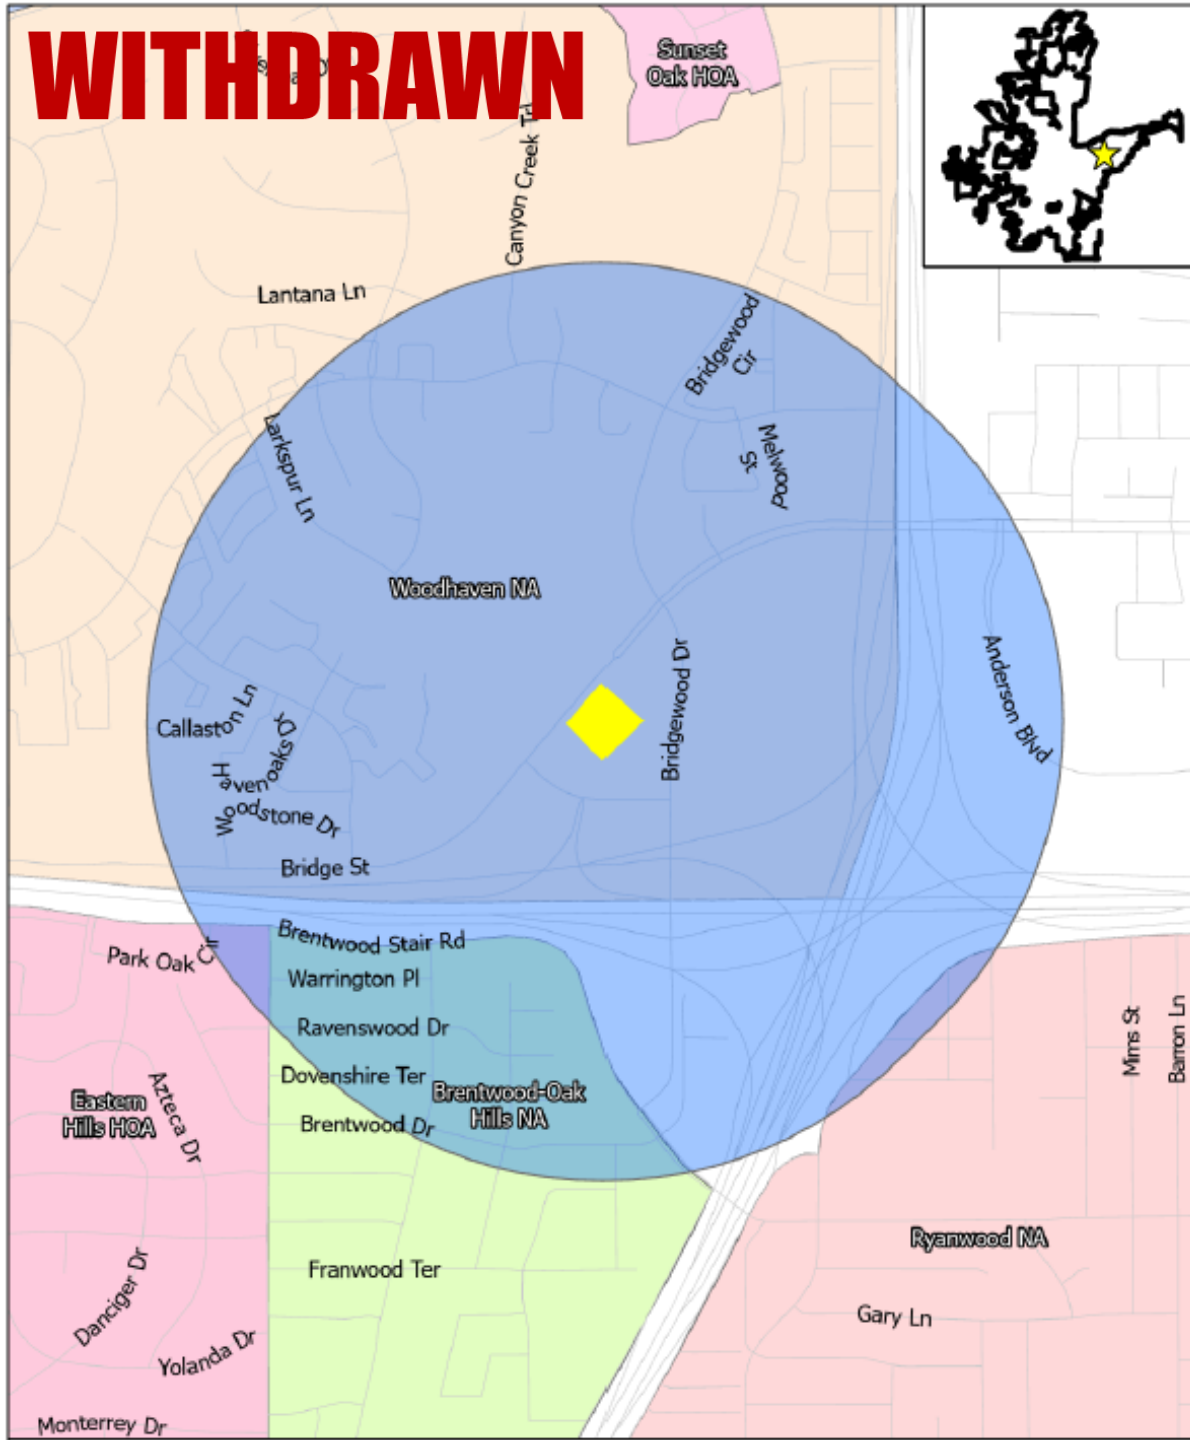 WITHDRAWN
Sunset
Oak HOA
Canyon Creek Trl
Lantana Ln
Bridgewood
Cir
Larkspur Ln
Melwood
St
Woodhaven NA
Bridgewood Dr
Anderson Blvd
Callaston Ln
Havenoaks Dr
Woodstone Dr
Bridge St
Brentwood Stair Rd
Park Oak Cir
Warrington Pl
Ravenswood Dr
Mims St
Barron Ln
Azteca Dr
Dovenshire Ter
Eastern
Hills HOA
Brentwood-Oak
Hills NA
Brentwood Dr
Ryanwood NA
Franwood Ter
Danciger Dr
Gary Ln
Yolanda Dr
Monterrey Dr